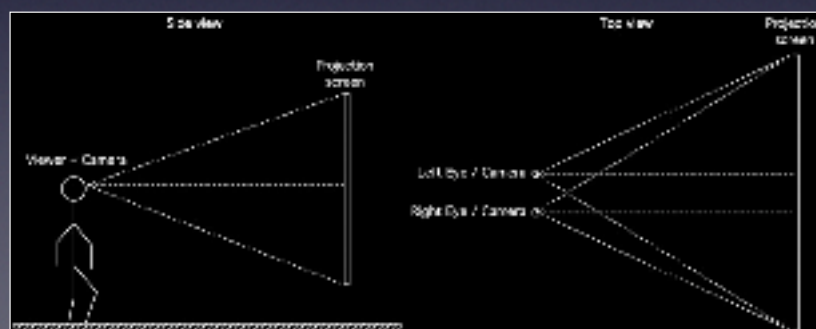 Side view
Projection
screen
Viewer - Camera
Top view
Projection
screen
Left Eye / Camera
Right Eye / Camera